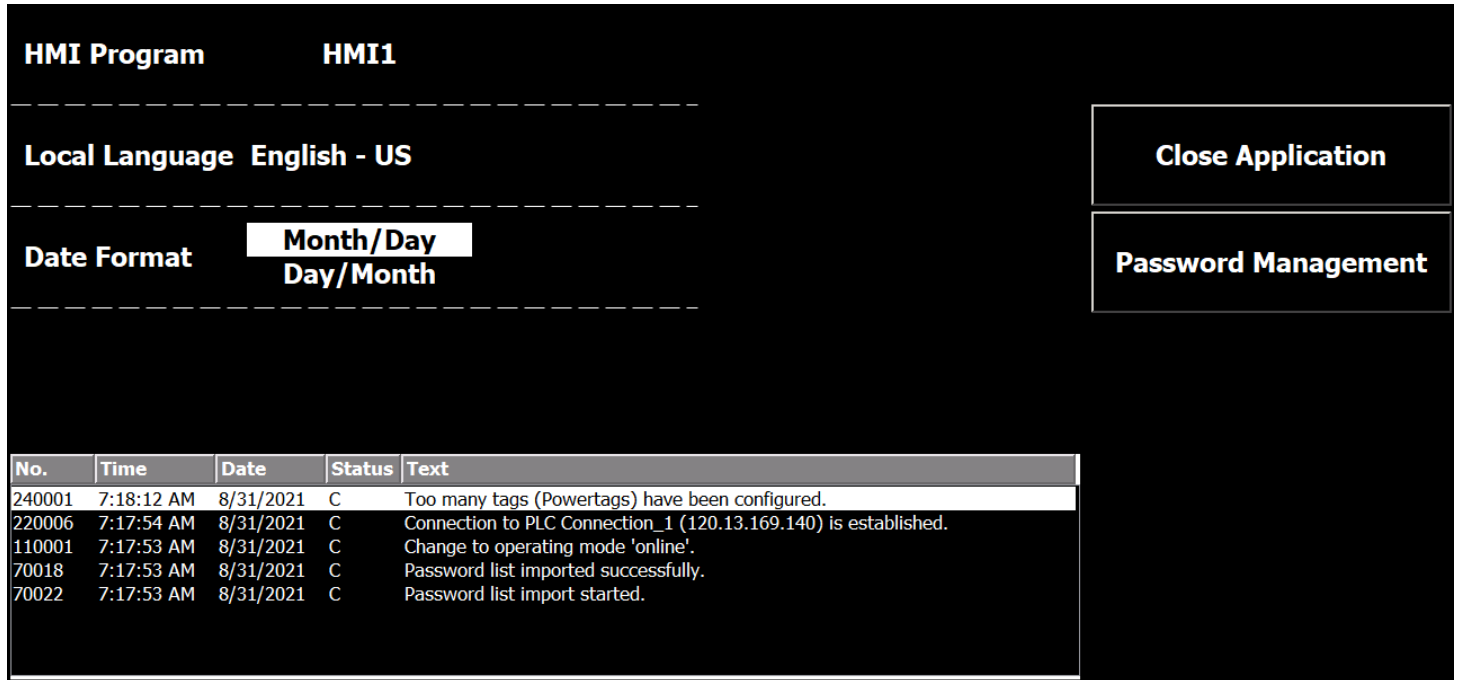 HMI Program HMI1
Local Language English - US
Close Application
Date Format Month/Day
Day/Month
Password Management
No. Time Date Status Text
240001 7:18:12 AM 8/31/2021 C Too many tags (Powertags) have been configured.
220006 7:17:54 AM 8/31/2021 C Connection to PLC Connection_1 (120.13.169.140) is established.
110001 7:17:53 AM 8/31/2021 C Change to operating mode 'online'.
70018 7:17:53 AM 8/31/2021 C Password list imported successfully.
70022 7:17:53 AM 8/31/2021 C Password list import started.